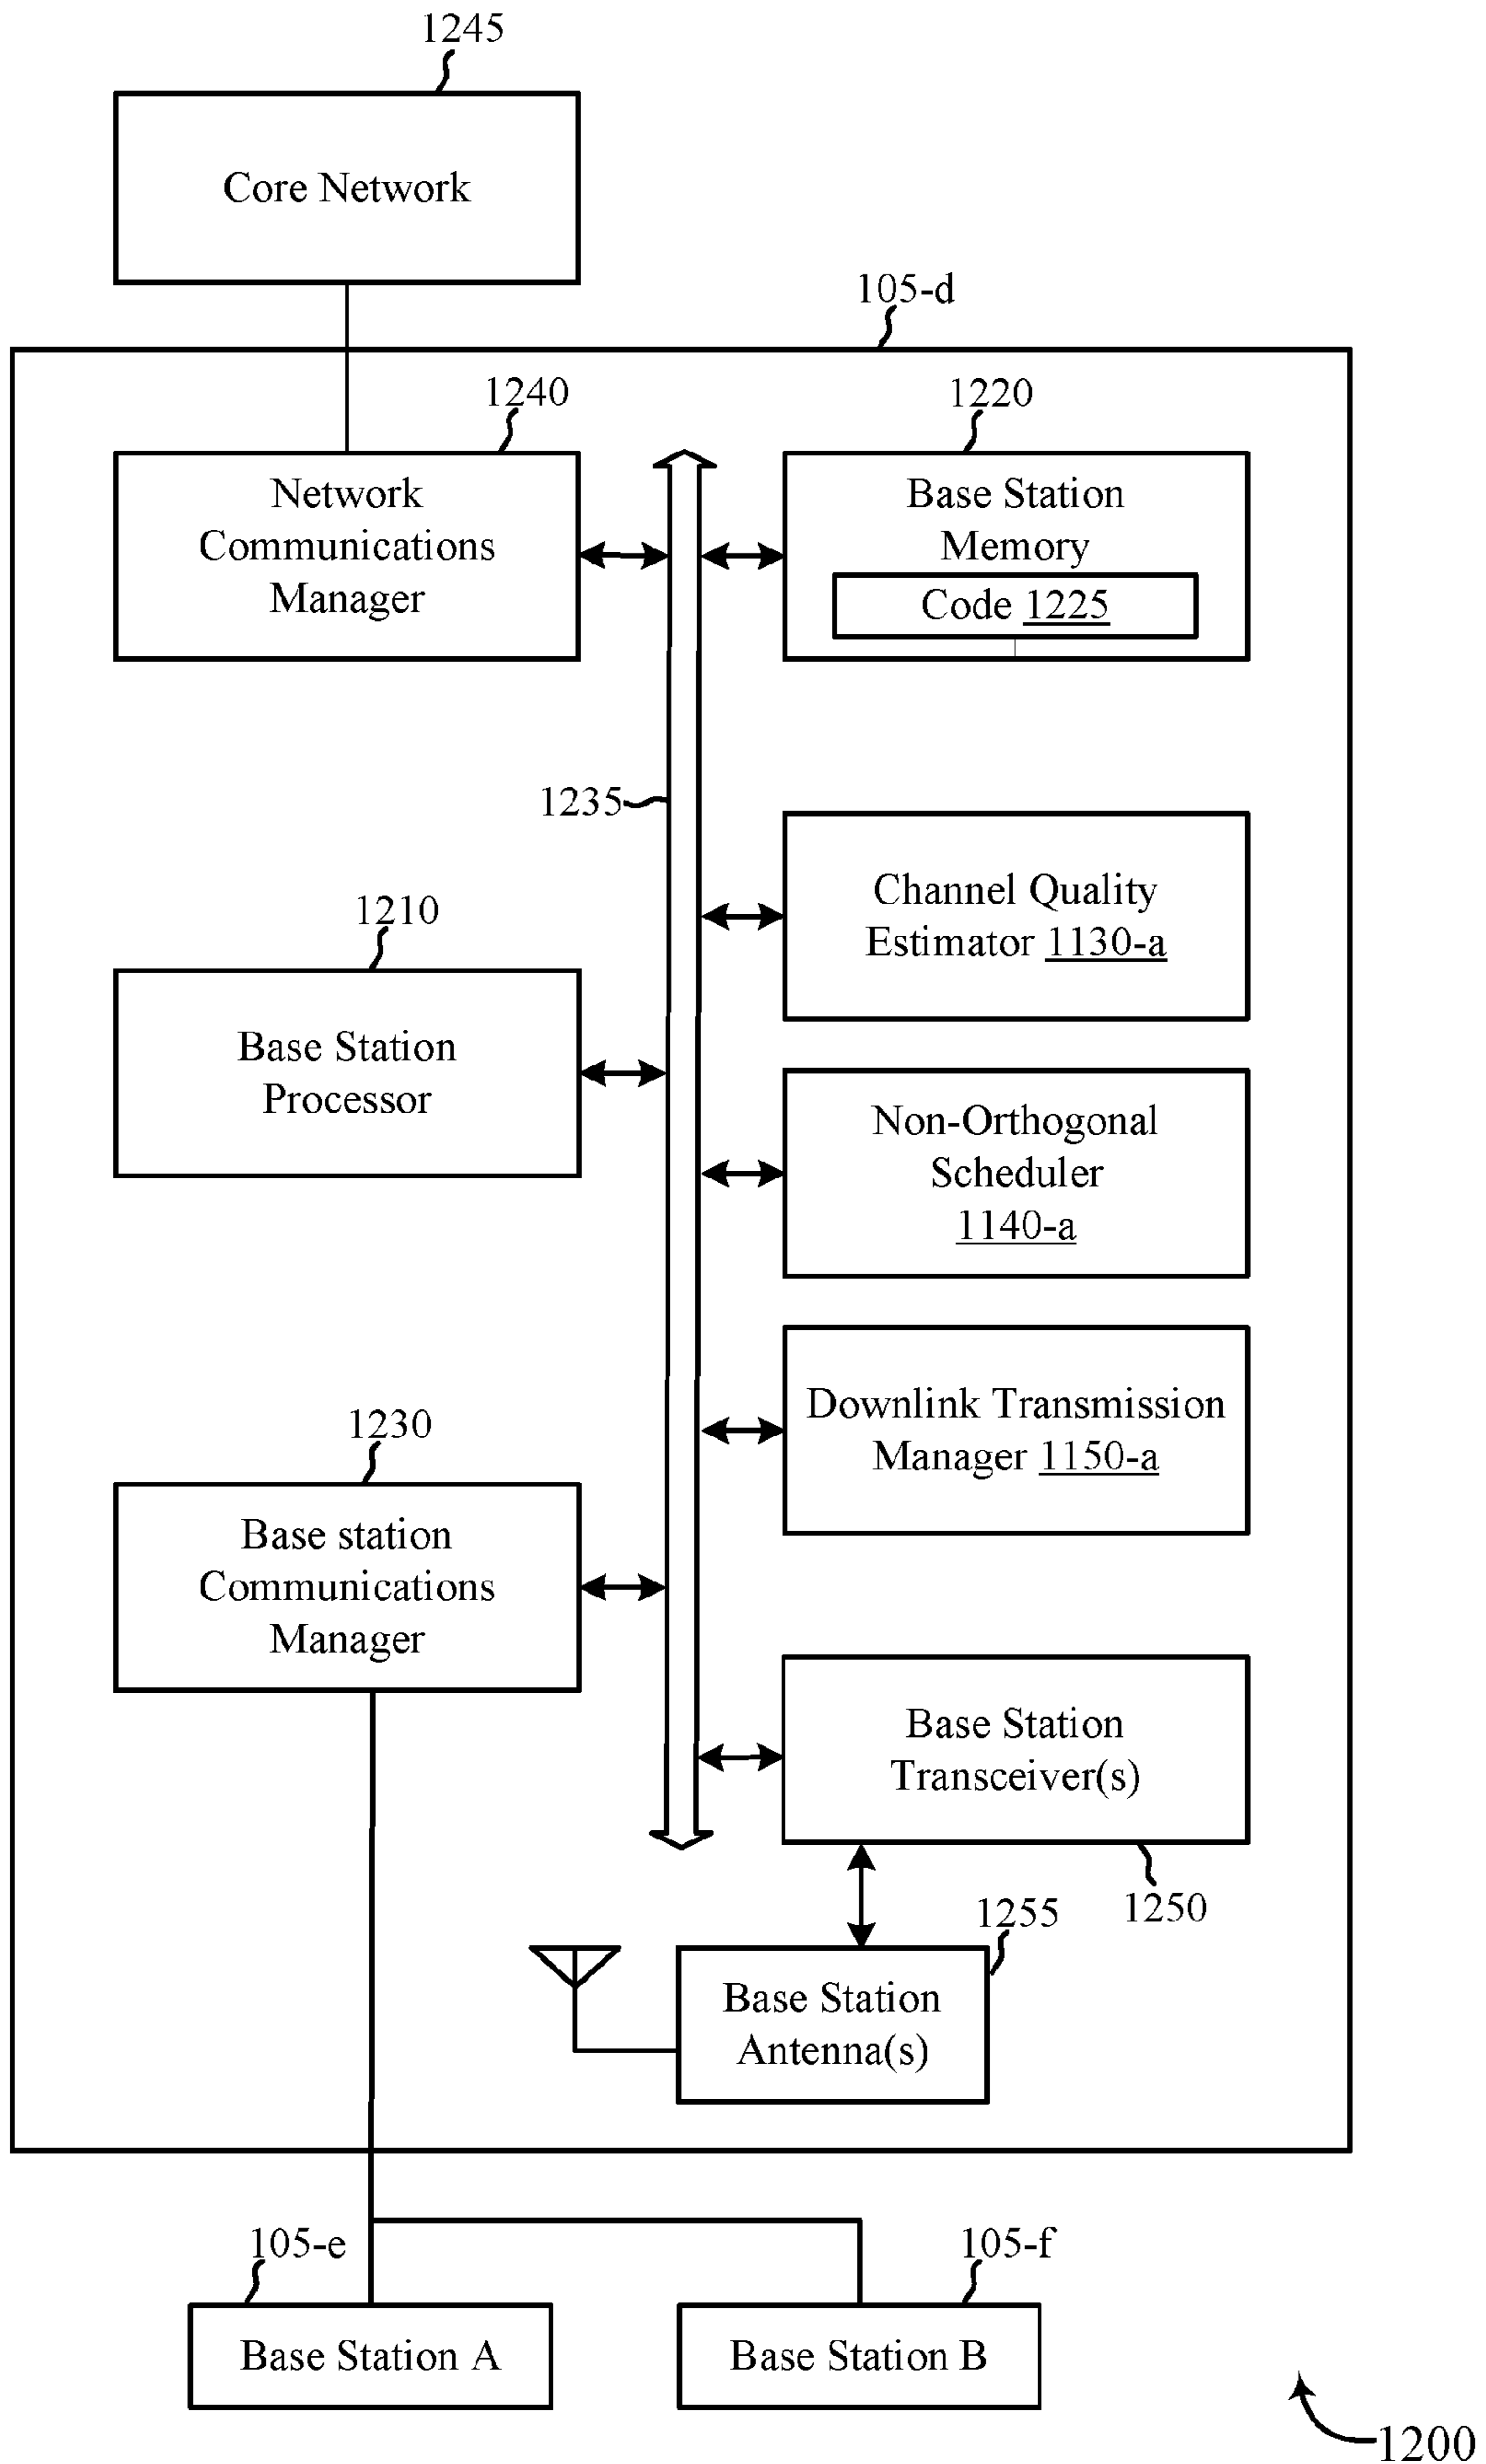 1245
Core Network
105-d
1240
1220
Network
Communications
Manager
Base Station
Memory
Code 1225
1235
Channel Quality
Estimator 1130-a
1210
Base Station
Processor
Non-Orthogonal
Scheduler
1140-a
Downlink Transmission
Manager 1150-a
1230
Base station
Communications
Manager
Base Station
Transceiver(s)
1250
1255
Base Station
Antenna(s)
105-e
105-f
Base Station A
Base Station B
1200